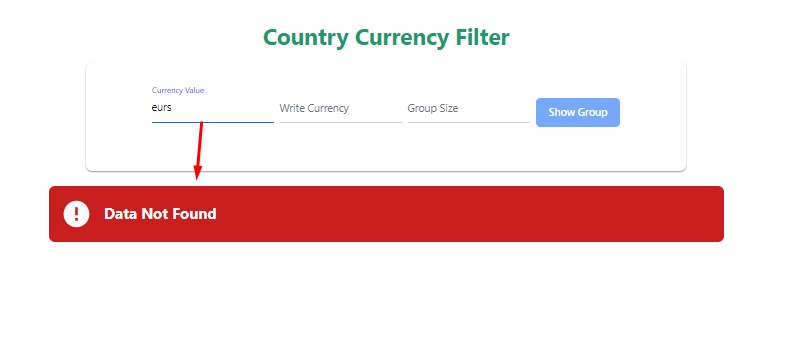 Country Currency Filter
Currency Value
eurs
Write Currency
Group Size
Show Group
Data Not Found